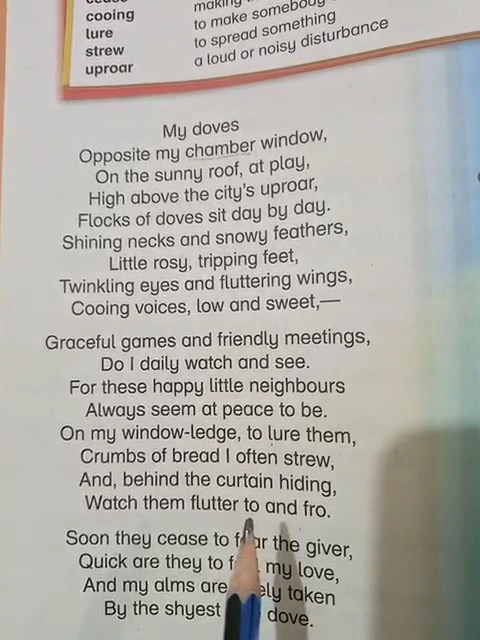 cooing making
lure to make somebody
strew to spread something
uproar a loud or noisy disturbance
My doves
Opposite my chamber window,
On the sunny roof, at play,
High above the city's uproar,
Flocks of doves sit day by day.
Shining necks and snowy feathers,
Little rosy, tripping feet,
Twinkling eyes and fluttering wings,
Cooing voices, low and sweet,—
Graceful games and friendly meetings,
Do I daily watch and see.
For these happy little neighbours
Always seem at peace to be.
On my window-ledge, to lure them,
Crumbs of bread I often strew,
And, behind the curtain hiding,
Watch them flutter to and fro.
Soon they cease to the giver,
Quick are they to my love,
And my alms are taken
By the shyest dove.